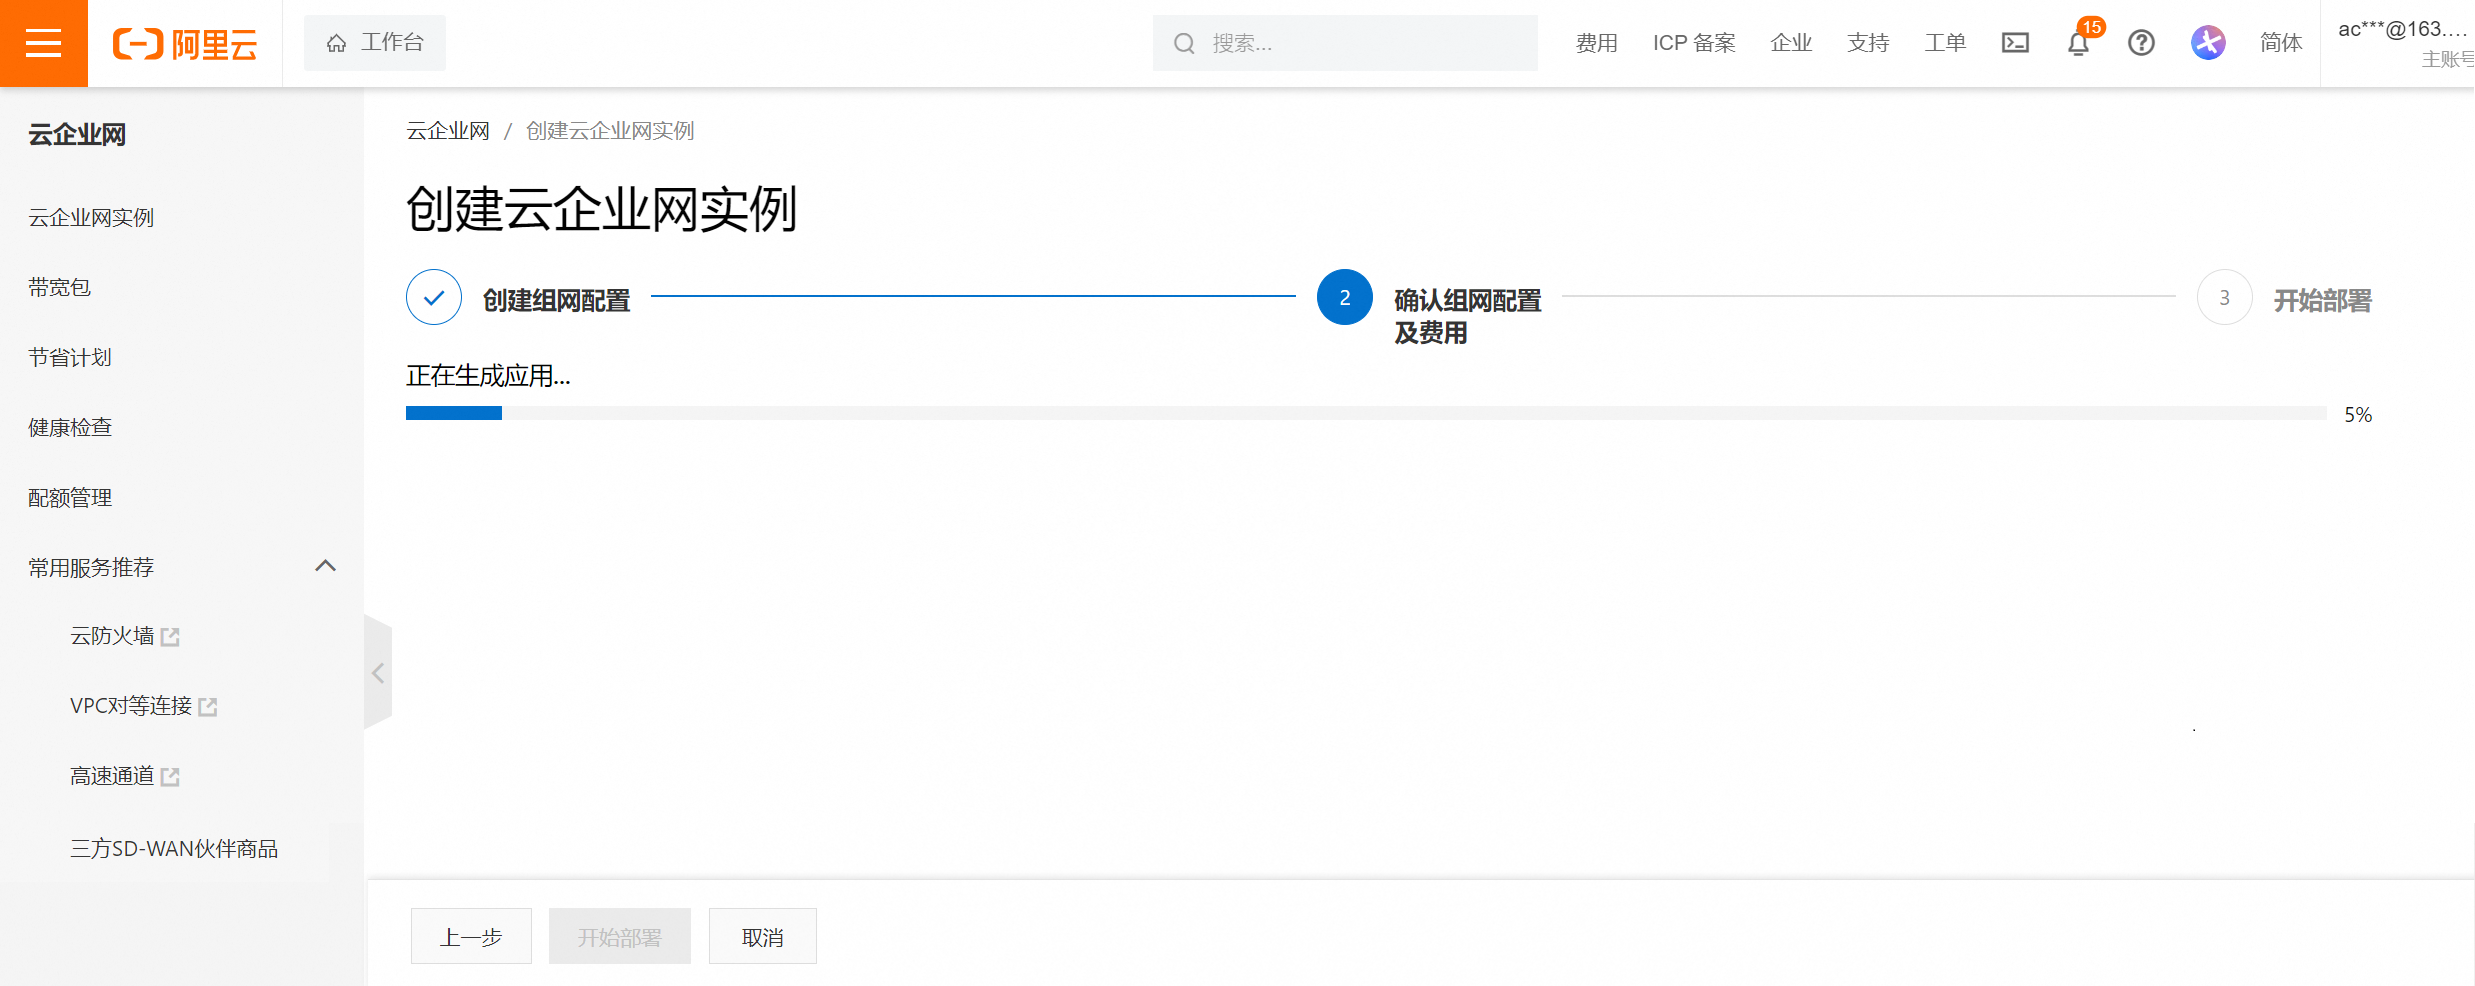 阿里云
工作台
搜索...
费用
ICP 备案
企业
支持
工单
15
简体
ac***@163....
主账号
云企业网
云企业网实例
带宽包
节省计划
健康检查
配额管理
常用服务推荐
云防火墙
VPC对等连接
高速通道
三方SD-WAN伙伴商品
云企业网 / 创建云企业网实例
创建云企业网实例
创建组网配置
2
确认组网配置
及费用
3
开始部署
正在生成应用...
5%
上一步
开始部署
取消